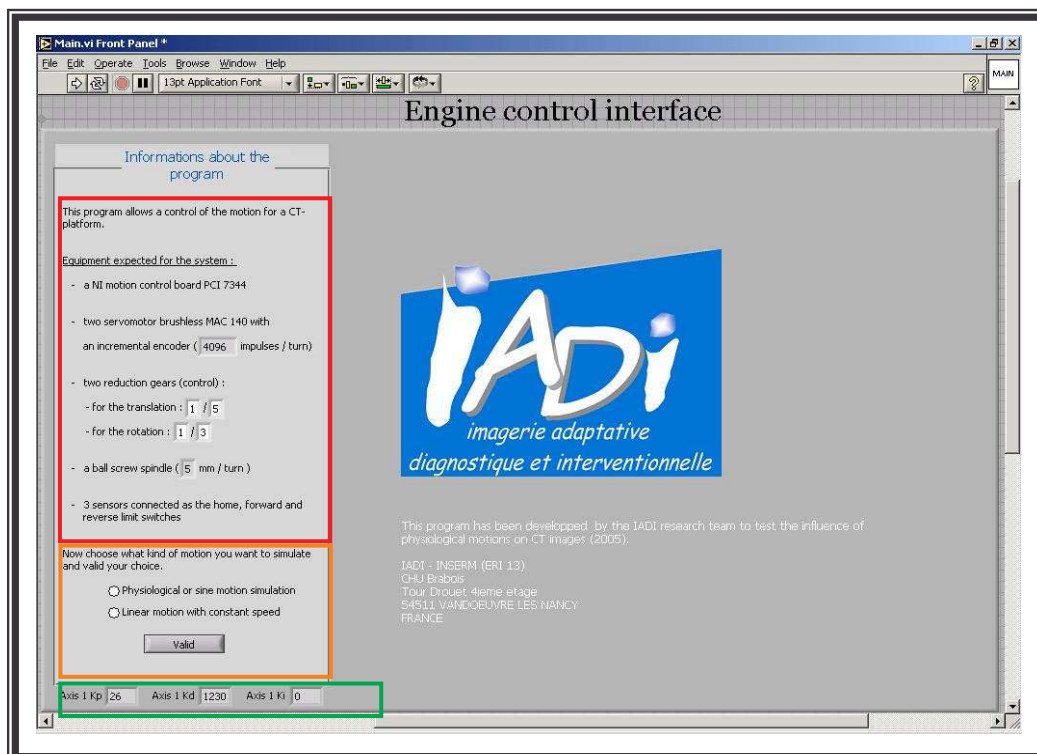 Main.vi Front Panel *
File Edit Operate Tools Browse Window Help
13pt Application Font
MAIN
Engine control interface
Informations about the
program
This program allows a control of the motion for a CT-
platform.
Equipment expected for the system :
- a NI motion control board PCI 7344
- two servomotor brushless MAC 140 with
an incremental encoder ( 4096 impulses / turn)
- two reduction gears (control) :
- for the translation : 1 / 5
- for the rotation : 1 / 3
- a ball screw spindle ( 5 mm / turn )
- 3 sensors connected as the home, forward and
reverse limit switches
Now choose what kind of motion you want to simulate
and valid your choice.
Physiological or sine motion simulation
Linear motion with constant speed
Valid
Axis 1 Kp 26 Axis 1 Kd 1230 Axis 1 Ki 0
iADi
imagerie adaptative
diagnostique et interventionnelle
This program has been developped by the IADI research team to test the influence of
physiological motions on CT images (2005).
IADI - INSERM (ERI 13)
CHU Brabois
Tour Drouet 4ieme etage
54511 VANDOEUVRE LES NANCY
FRANCE